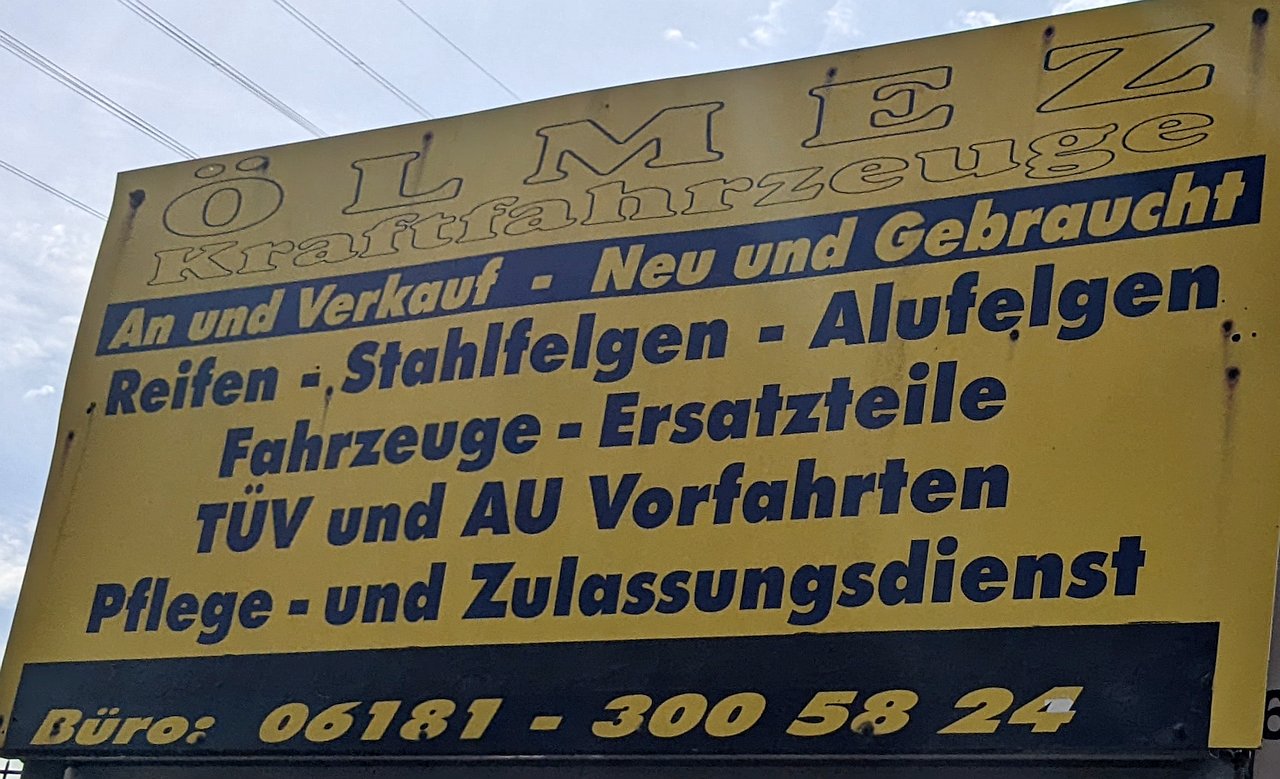 ÖLMEZ
Kraftfahrzeuge
An und Verkauf - Neu und Gebraucht
Reifen - Stahlfelgen - Alufelgen
Fahrzeuge - Ersatzteile
TÜV und AU Vorfahrten
Pflege - und Zulassungsdienst
Büro: 06181 - 300 58 24